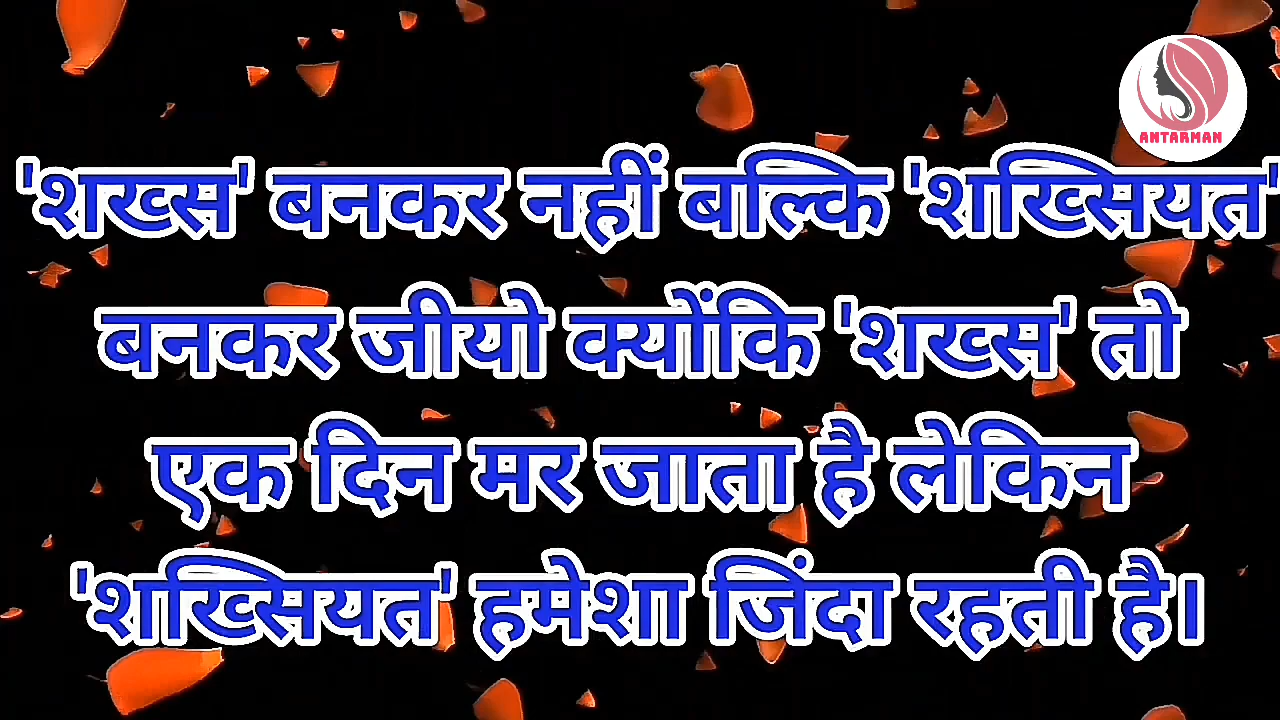 ANTARMAN
'शख्स' बनकर नहीं बल्कि 'शख्सियत'
बनकर जीयो क्योंकि 'शख्स' तो
एक दिन मर जाता है लेकिन
'शख्सियत' हमेशा जिंदा रहती है।